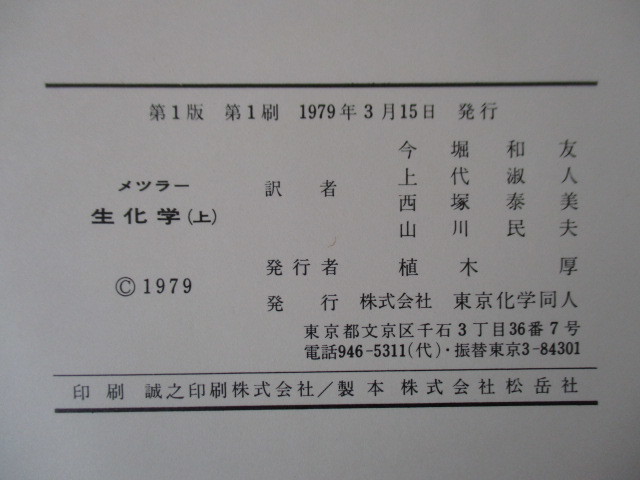 第1版 第1刷 1979年3月15日 発行
メツラー
生化学(上)
© 1979
訳者
今堀和友
上代淑人
西塚泰美
山川民夫
発行者 植木厚
発行 株式会社 東京化学同人
東京都文京区千石3丁目36番7号
電話946-5311(代)・振替東京3-84301
印刷 誠之印刷株式会社/製本 株式会社松岳社